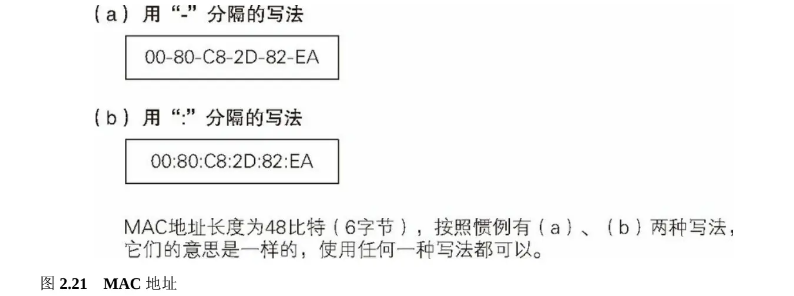 (a) 用“-”分隔的写法
00-80-C8-2D-82-EA
(b) 用“:”分隔的写法
00:80:C8:2D:82:EA
MAC地址长度为48比特(6字节),按照惯例有(a)、(b)两种写法,
它们的意思是一样的,使用任何一种写法都可以。
图 2.21 MAC 地址